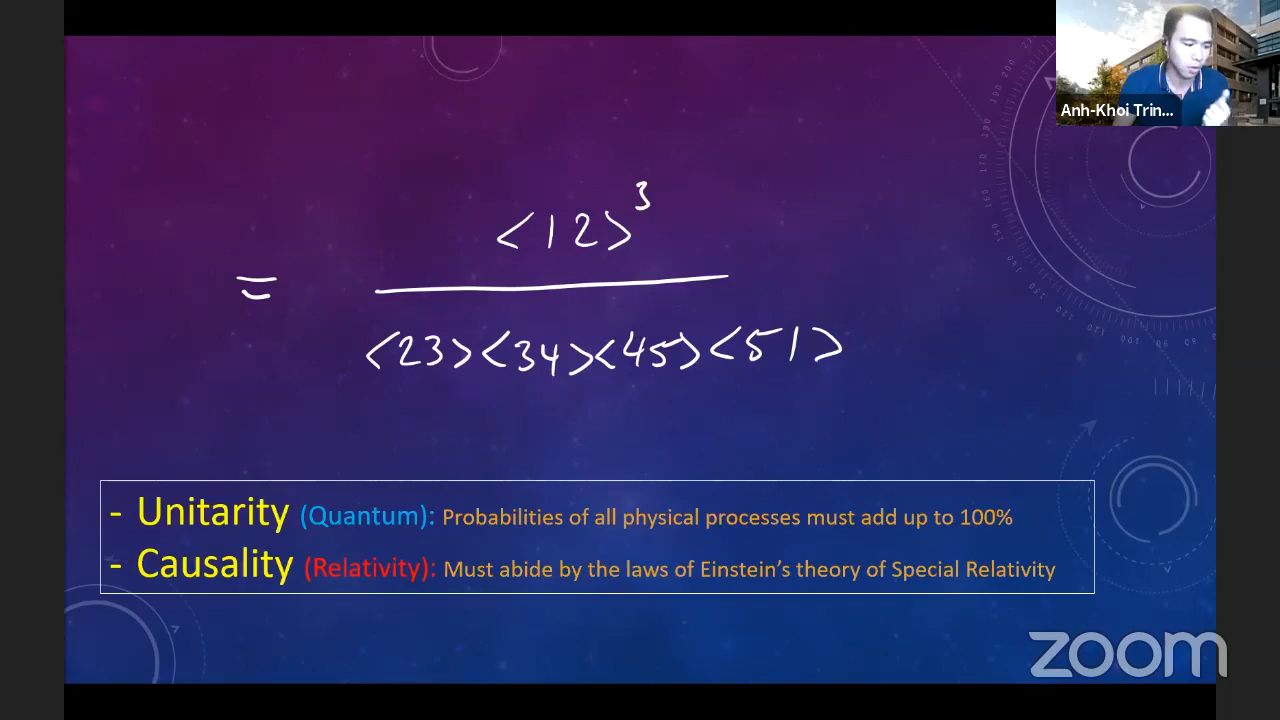 Anh-Khoi Trin...
<12>³
=
<23><34><45><51>
- Unitarity (Quantum): Probabilities of all physical processes must add up to 100%
- Causality (Relativity): Must abide by the laws of Einstein's theory of Special Relativity
zoom